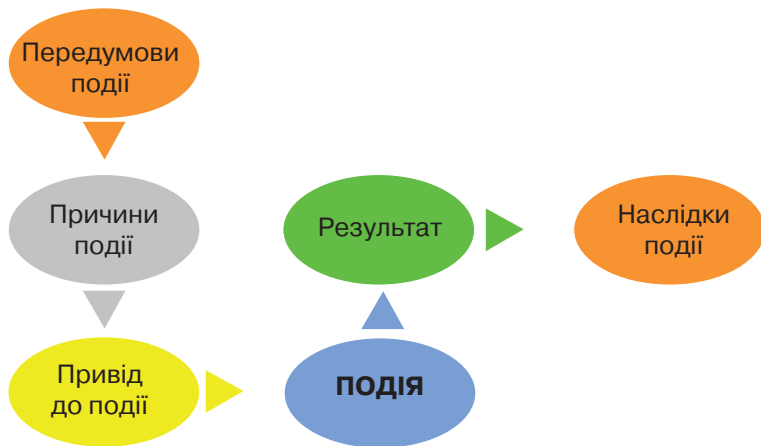 Передумови
події
Причини
події
Привід
до події
ПОДІЯ
Результат
Наслідки
події